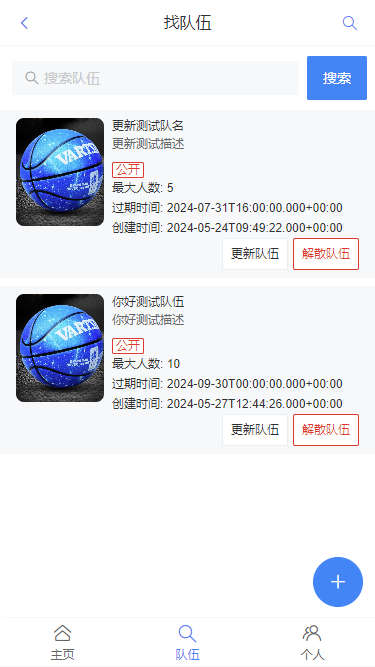 找队伍
搜索队伍
搜索
VARTE
更新测试队名
更新测试描述
公开
最大人数: 5
过期时间: 2024-07-31T16:00:00.000+00:00
创建时间: 2024-05-24T09:49:22.000+00:00
更新队伍
解散队伍
你好测试队伍
你好测试描述
公开
最大人数: 10
过期时间: 2024-09-30T00:00:00.000+00:00
创建时间: 2024-05-27T12:44:26.000+00:00
更新队伍
解散队伍
主页
队伍
个人